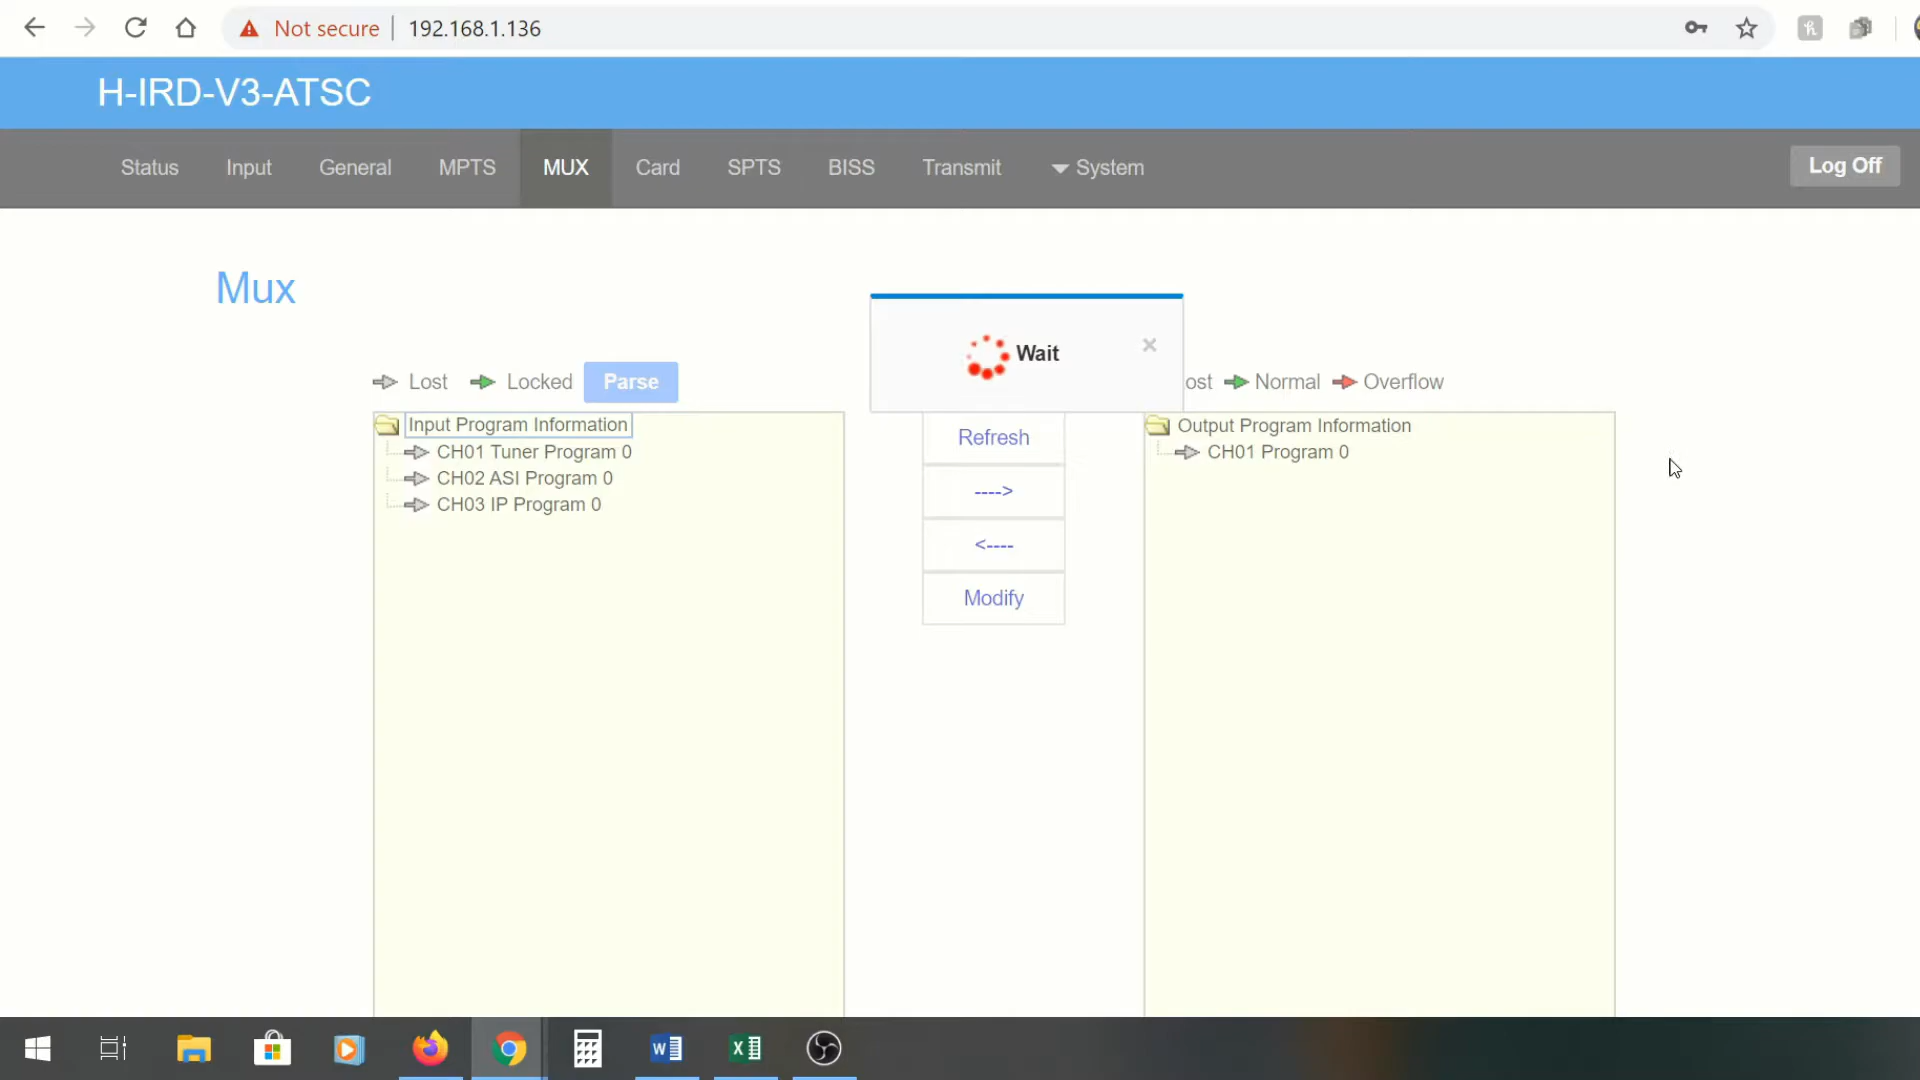 Not secure | 192.168.1.136
H-IRD-V3-ATSC
Status Input General MPTS MUX Card SPTS BISS Transmit System Log Off
Mux
Wait ×
Lost Locked Parse ost Normal Overflow
Input Program Information
CH01 Tuner Program 0
CH02 ASI Program 0
CH03 IP Program 0
Refresh
---->
<----
Modify
Output Program Information
CH01 Program 0